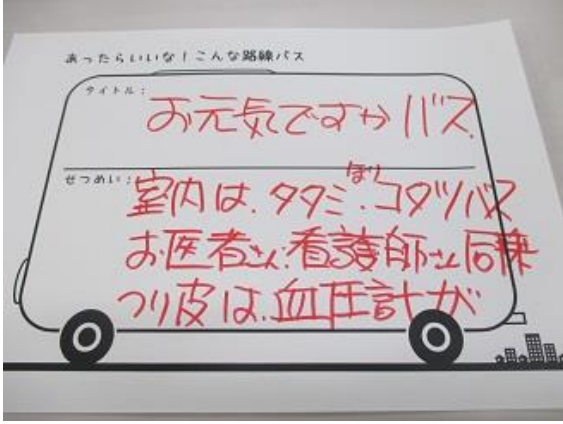 あったらいいな！こんな路線バス
タイトル：
お元気ですかバス
せつめい：
室内は、タタミ、ほりコタツバス
お医者さん、看護師さん同乗
つり皮は、血圧計が